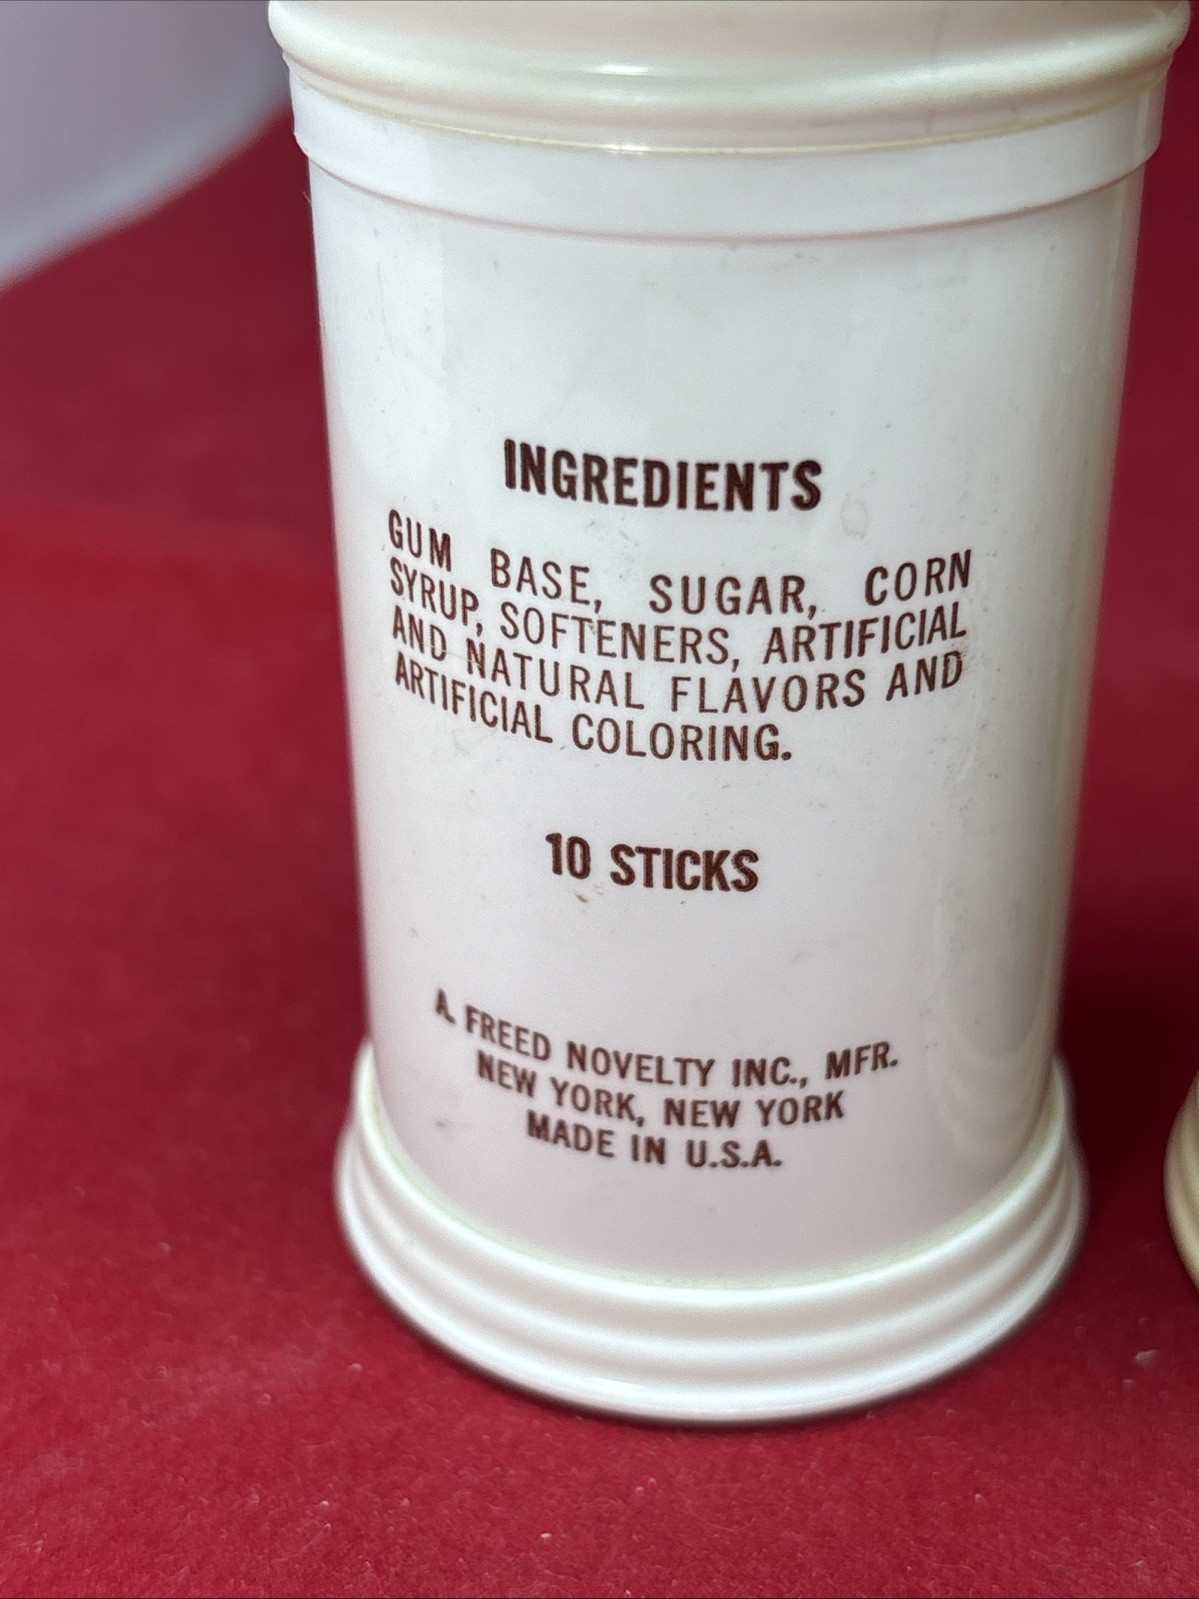 INGREDIENTS
GUM BASE, SUGAR, CORN
SYRUP, SOFTENERS, ARTIFICIAL
AND NATURAL FLAVORS AND
ARTIFICIAL COLORING.
10 STICKS
A. FREED NOVELTY INC., MFR.
NEW YORK, NEW YORK
MADE IN U.S.A.